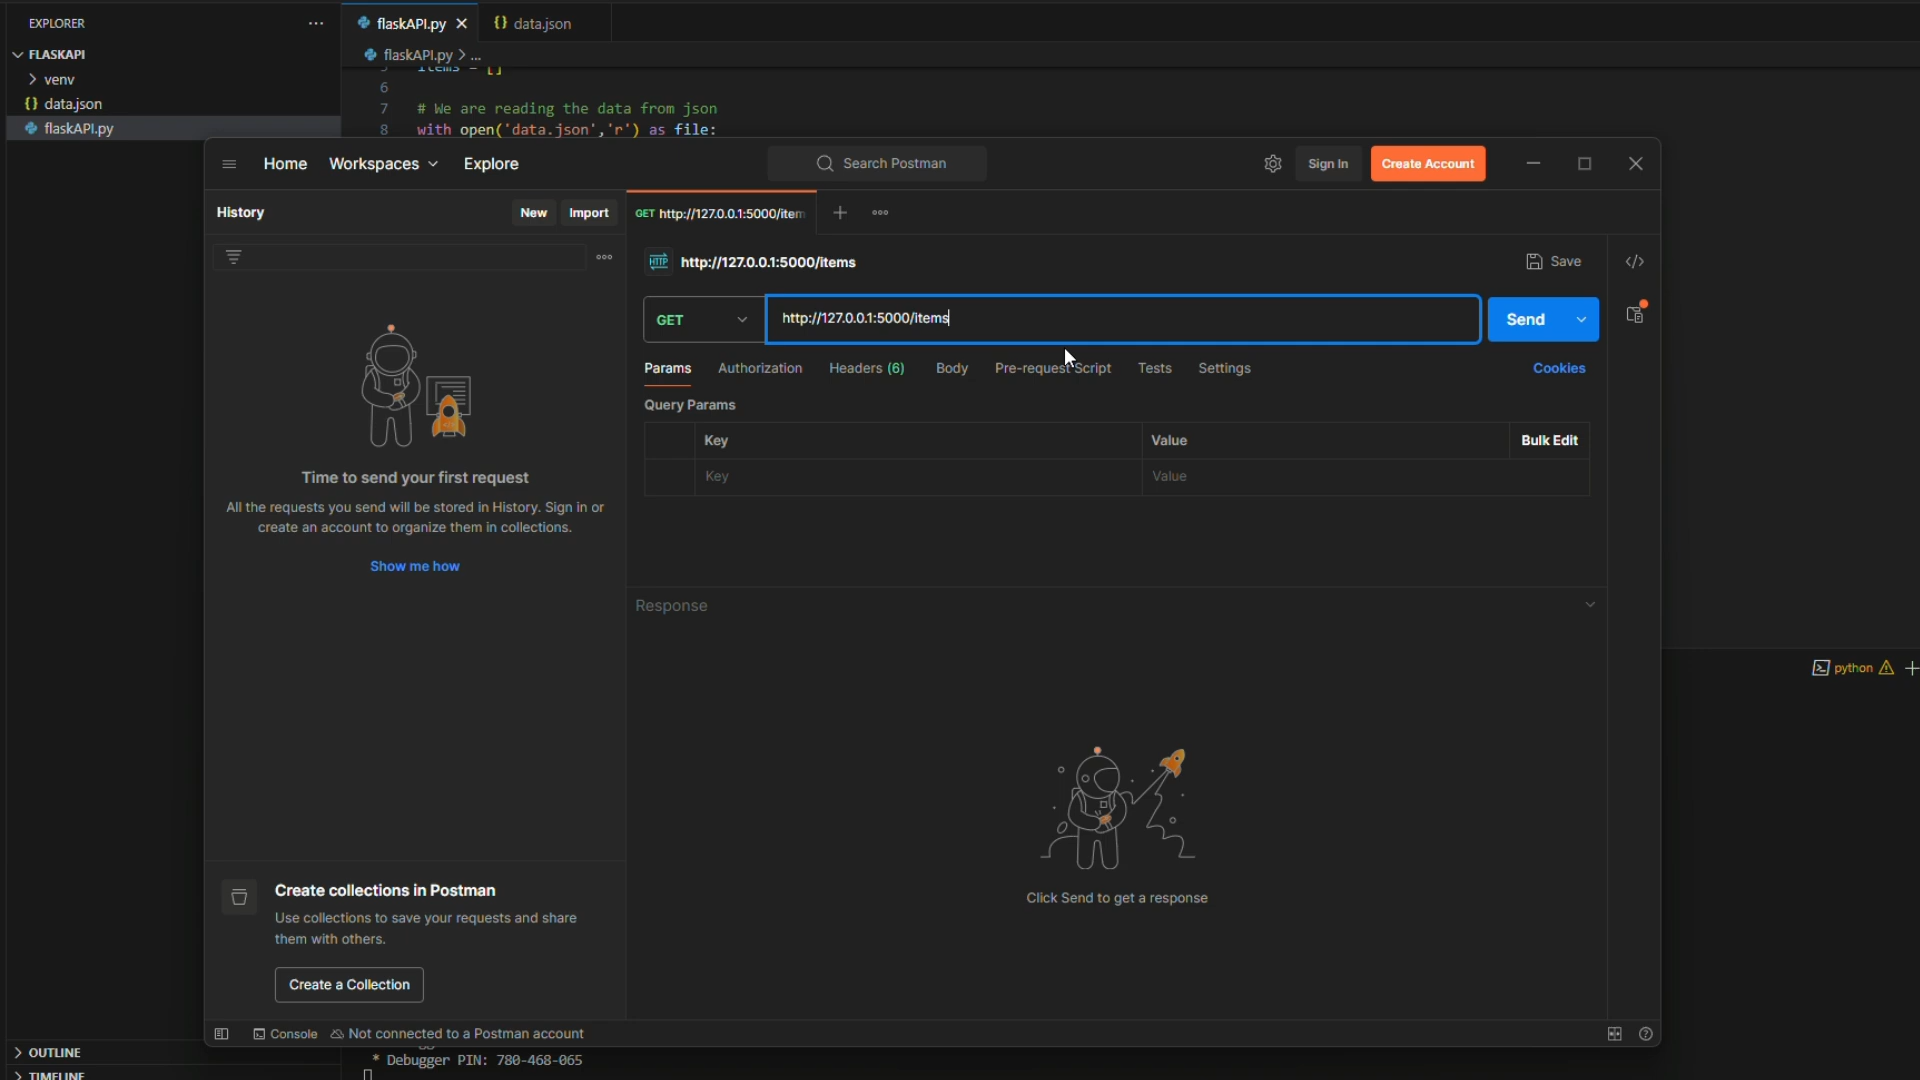 EXPLORER
FLASKAPI
venv
{} data.json
flaskAPI.py
OUTLINE
TIMELINE
flaskAPI.py
{} data.json
flaskAPI.py > ...
5 items = []
6
7 # We are reading the data from json
8 with open('data.json','r') as file:
Home Workspaces Explore
Search Postman
Sign In
Create Account
History
New
Import
GET http://127.0.0.1:5000/item
HTTP http://127.0.0.1:5000/items
Save
</>
GET
http://127.0.0.1:5000/items
Send
Params Authorization Headers (6) Body Pre-request Script Tests Settings
Cookies
Query Params
Key Value Bulk Edit
Key Value
Time to send your first request
All the requests you send will be stored in History. Sign in or
create an account to organize them in collections.
Show me how
Response
Click Send to get a response
Create collections in Postman
Use collections to save your requests and share
them with others.
Create a Collection
Console Not connected to a Postman account
python
* Debugger PIN: 780-468-065